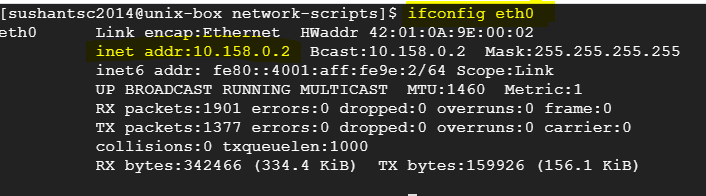 [sushantsc2014@unix-box network-scripts]$ ifconfig eth0
eth0 Link encap:Ethernet HWaddr 42:01:0A:9E:00:02
inet addr:10.158.0.2 Bcast:10.158.0.2 Mask:255.255.255.255
inet6 addr: fe80::4001:aff:fe9e:2/64 Scope:Link
UP BROADCAST RUNNING MULTICAST MTU:1460 Metric:1
RX packets:1901 errors:0 dropped:0 overruns:0 frame:0
TX packets:1377 errors:0 dropped:0 overruns:0 carrier:0
collisions:0 txqueuelen:1000
RX bytes:342466 (334.4 KiB) TX bytes:159926 (156.1 KiB)